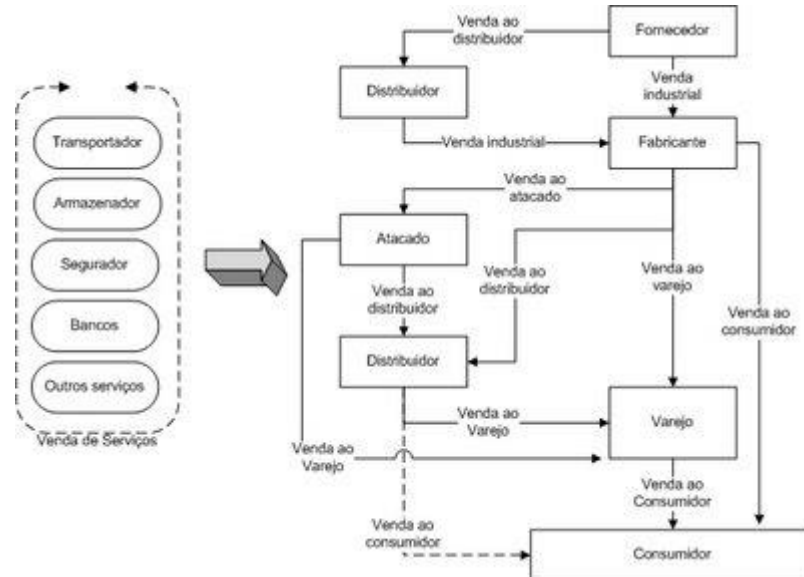 Venda ao
distribuidor
Fornecedor
Venda
industrial
Distribuidor
Venda industrial
Fabricante
Transportador
Armazenador
Segurador
Bancos
Outros serviços
Venda de Serviços
Venda ao
atacado
Atacado
Venda ao
distribuidor
Venda ao
distribuidor
Venda ao
varejo
Venda ao
consumidor
Distribuidor
Venda ao
Varejo
Varejo
Venda ao
Varejo
Venda ao
Consumidor
Venda ao
consumidor
Consumidor